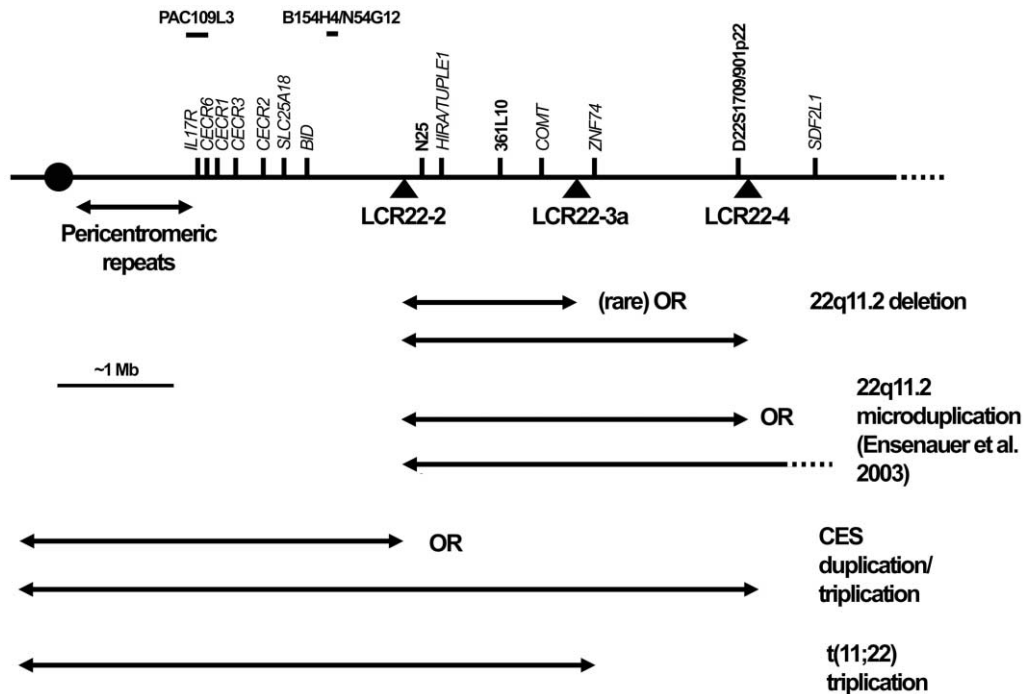 PAC109L3
B154H4/N54G12
IL17R
CECR6
CECR1
CECR3
CECR2
SLC25A18
BID
N25
HIRA/TUPLE1
361L10
COMT
ZNF74
D22S1709/901p22
SDF2L1
LCR22-2
LCR22-3a
LCR22-4
Pericentromeric
repeats
(rare) OR
22q11.2 deletion
~1 Mb
OR
22q11.2
microduplication
(Ensenauer et al.
2003)
OR
CES
duplication/
triplication
t(11;22)
triplication